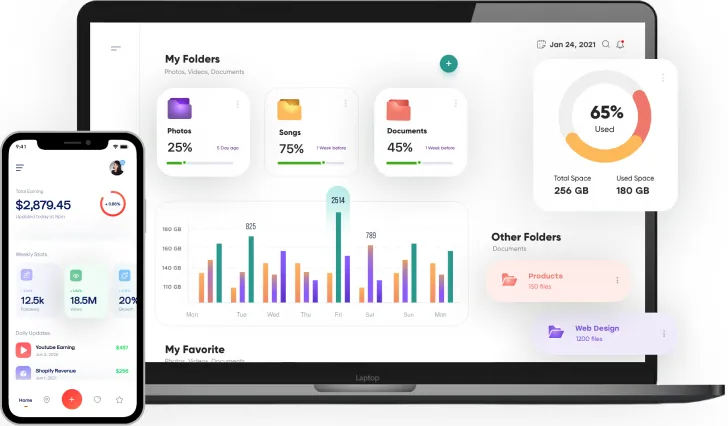 Jan 24, 2021
My Folders
Photos, Videos, Documents
+
Photos
25%
5 Day ago
Songs
75%
1 Week before
Documents
45%
1 Week before
65%
Used
Total Space
256 GB
Used Space
180 GB
180 GB
160 GB
140 GB
110 GB
825
2514
789
Mon
Tue
Wed
Thu
Fri
Sat
Sun
Mon
Other Folders
Documents
Products
150 files
Web Design
1200 files
My Favorite
Photos, Videos, Documents
Laptop
9:41
Total Earning
$2,879.45
Updated today at 9pm
Weekly Stats
12.5k
18.5M
20%
Daily Updates
Youtube Earning
$457
Shopify Revenue
$256
Home
+